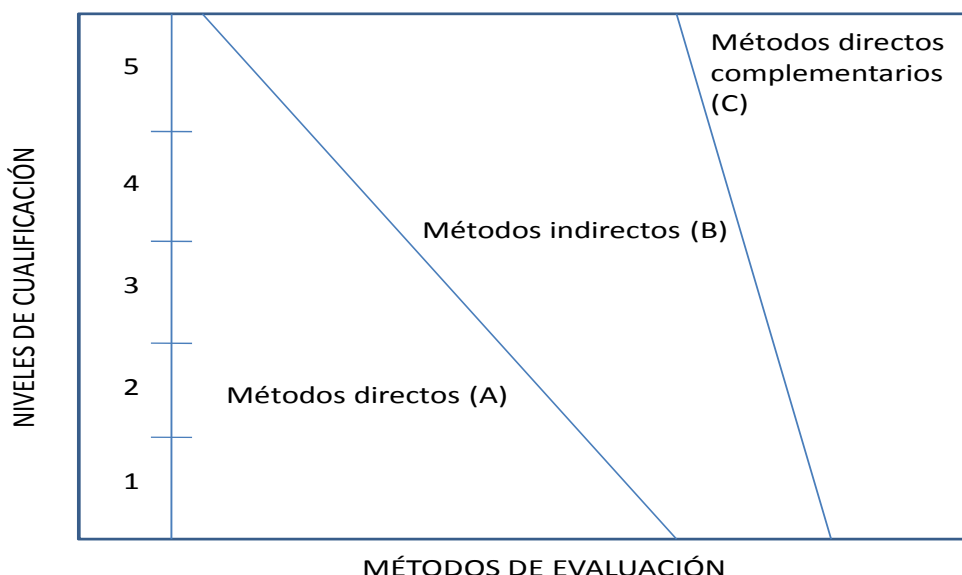 Métodos directos
complementarios
(C)
5
4
Métodos indirectos (B)
3
2
Métodos directos (A)
1
NIVELES DE CUALIFICACIÓN
MÉTODOS DE EVALUACIÓN